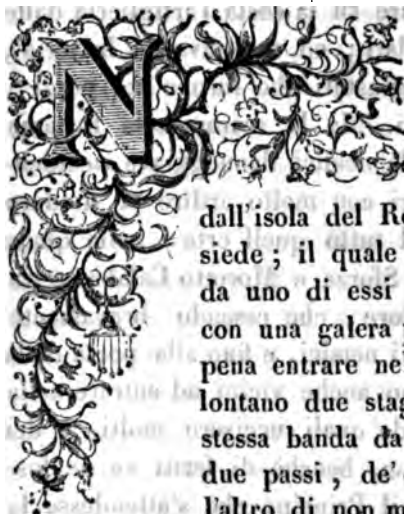 N
dall'isola del
siede ; il quale
da uno di essi
con una galera
pena entrare ne
lontano due
stessa banda da
due passi , de'
l'altro di non